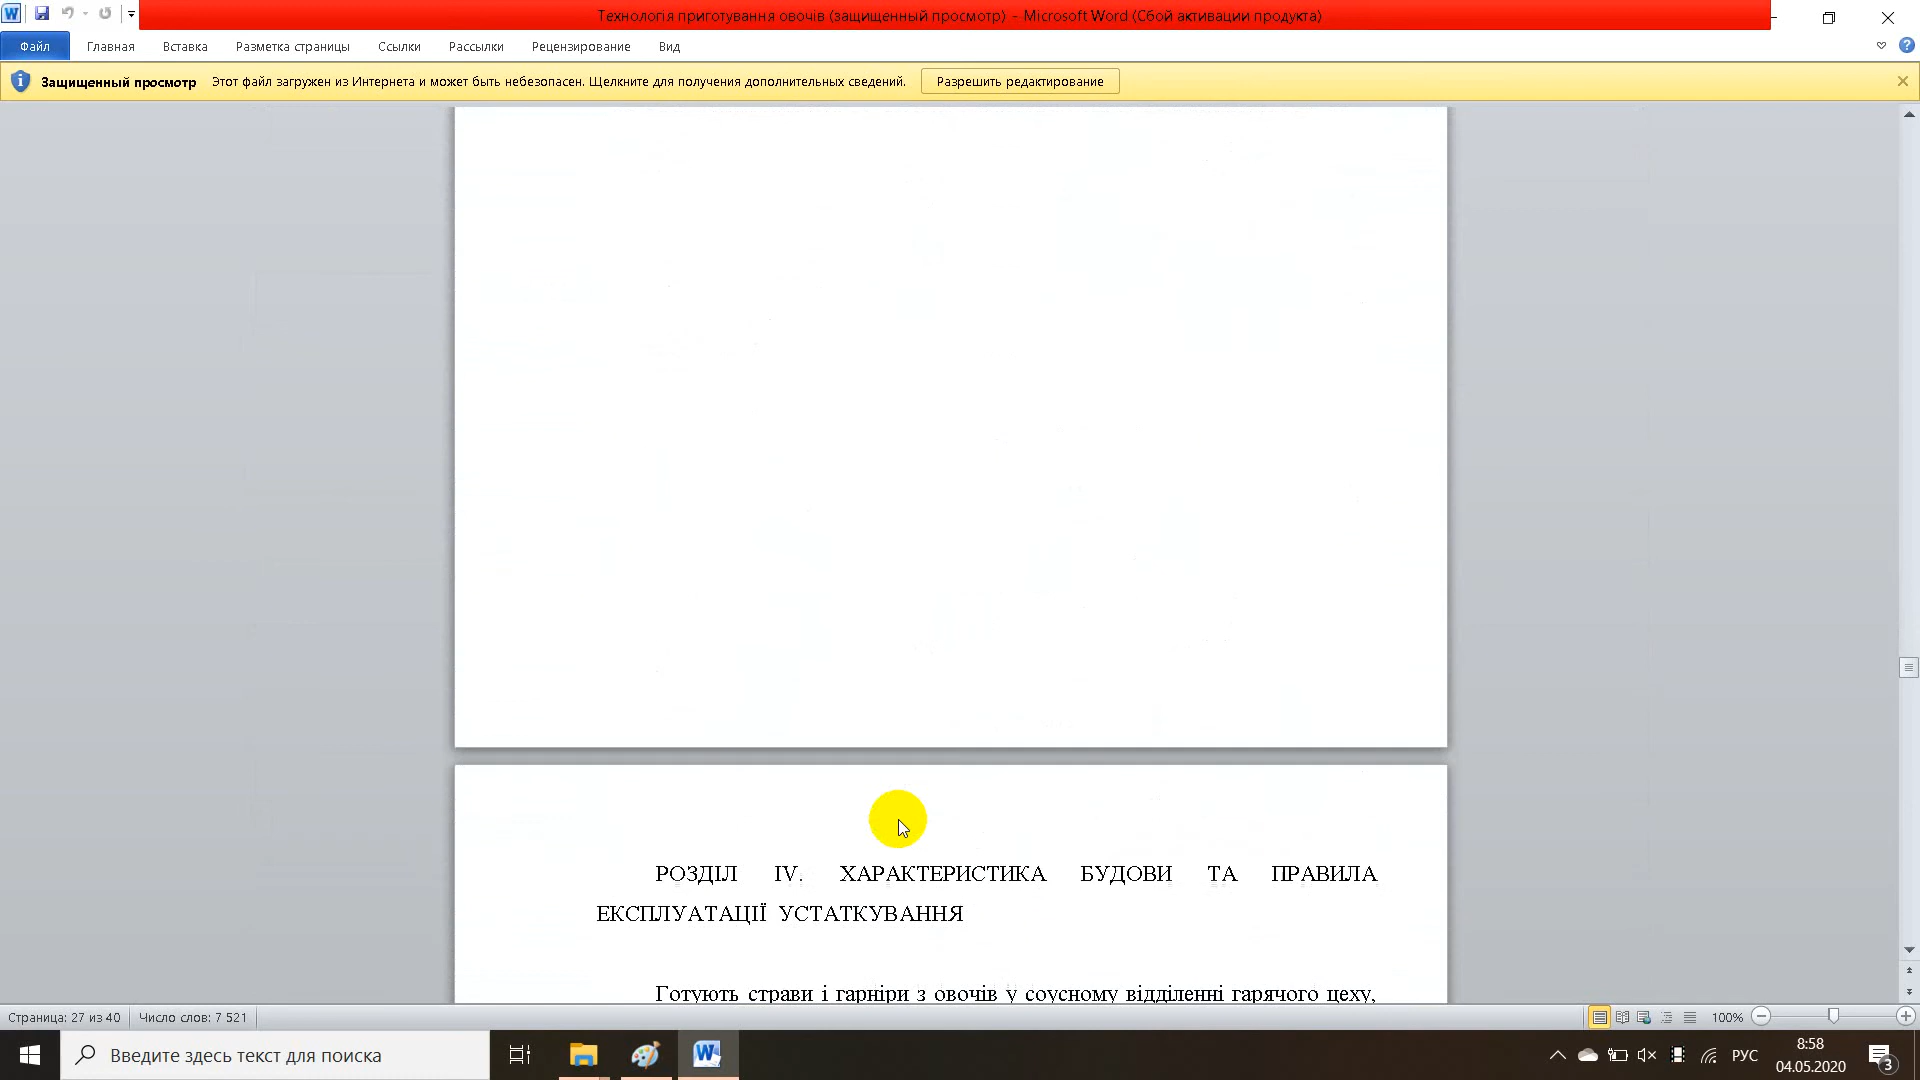 Технологія приготування овочів (защищенный просмотр) - Microsoft Word (Сбой активации продукта)
Файл Главная Вставка Разметка страницы Ссылки Рассылки Рецензирование Вид
Защищенный просмотр Этот файл загружен из Интернета и может быть небезопасен. Щелкните для получения дополнительных сведений. Разрешить редактирование
РОЗДІЛ IV. ХАРАКТЕРИСТИКА БУДОВИ ТА ПРАВИЛА
ЕКСПЛУАТАЦІЇ УСТАТКУВАННЯ
Готують страви і гарніри з овочів у соусному відділенні гарячого цеху,
Страница: 27 из 40 Число слов: 7 521 100%
Введите здесь текст для поиска
РУС
8:58
04.05.2020
3